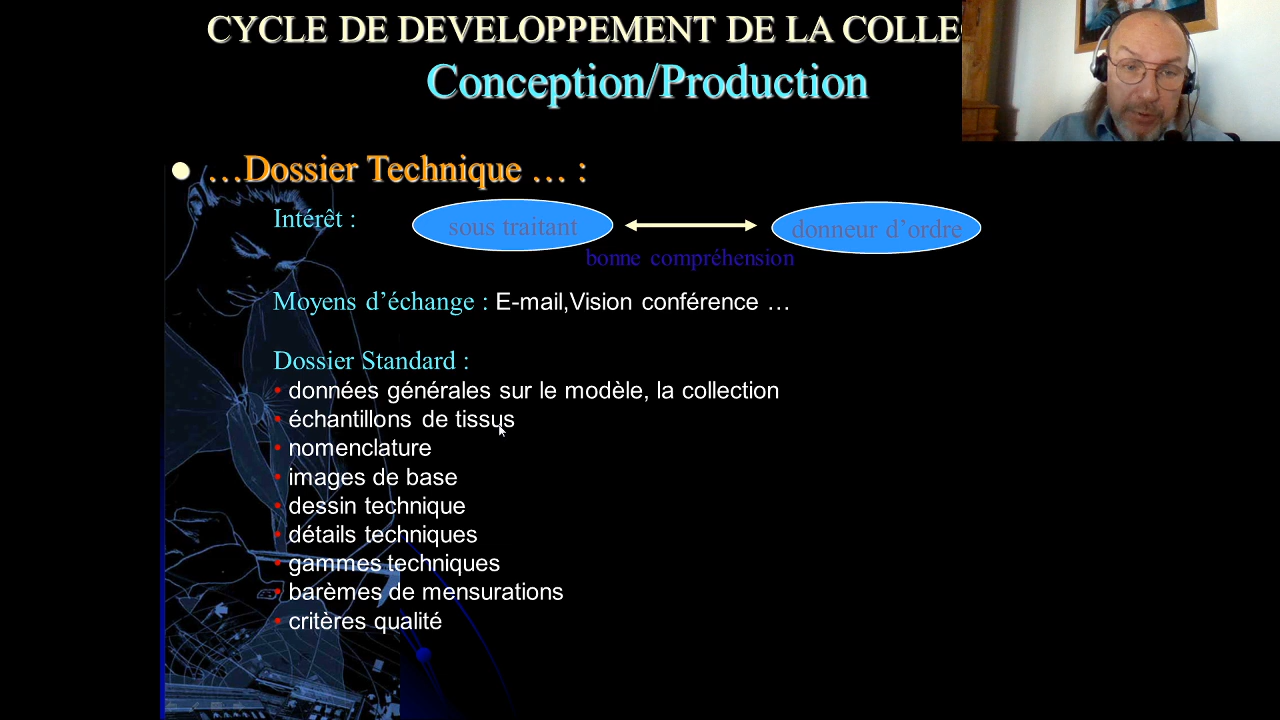 CYCLE DE DEVELOPPEMENT DE LA COLLE
Conception/Production
● …Dossier Technique … :
Intérêt :
sous traitant
donneur d’ordre
bonne compréhension
Moyens d’échange : E-mail,Vision conférence …
Dossier Standard :
• données générales sur le modèle, la collection
• échantillons de tissus
• nomenclature
• images de base
• dessin technique
• détails techniques
• gammes techniques
• barèmes de mensurations
• critères qualité